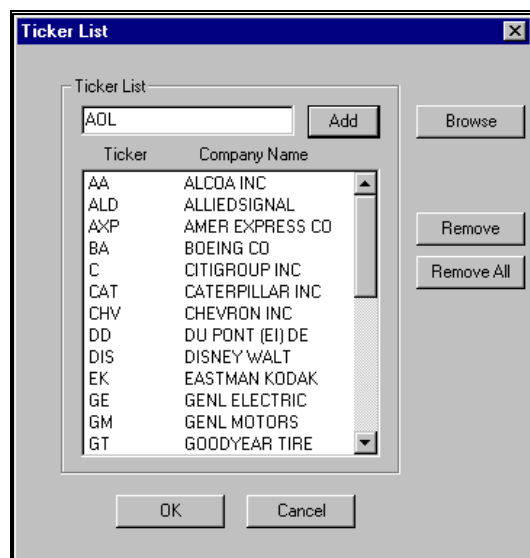 Ticker List
Ticker List
AOL Add Browse
Ticker Company Name
AA ALCOA INC
ALD ALLIEDSIGNAL
AXP AMER EXPRESS CO Remove
BA BOEING CO
C CITIGROUP INC Remove All
CAT CATERPILLAR INC
CHV CHEVRON INC
DD DU PONT (EI) DE
DIS DISNEY WALT
EK EASTMAN KODAK
GE GENL ELECTRIC
GM GENL MOTORS
GT GOODYEAR TIRE
OK Cancel